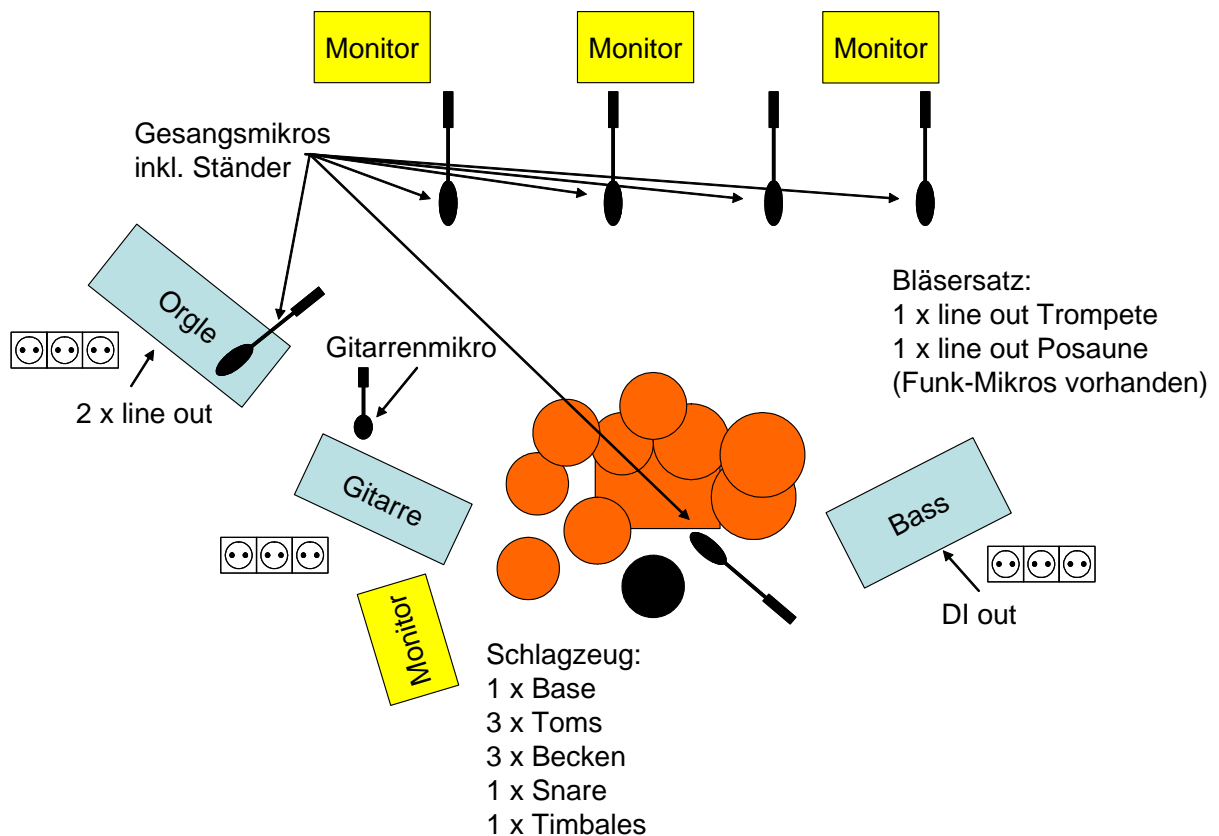 Monitor
Monitor
Monitor
Gesangsmikros
inkl. Ständer
Bläsersatz:
1 x line out Trompete
1 x line out Posaune
(Funk-Mikros vorhanden)
Orgle
Gitarrenmikro
2 x line out
Gitarre
Bass
DI out
Monitor
Schlagzeug:
1 x Base
3 x Toms
3 x Becken
1 x Snare
1 x Timbales